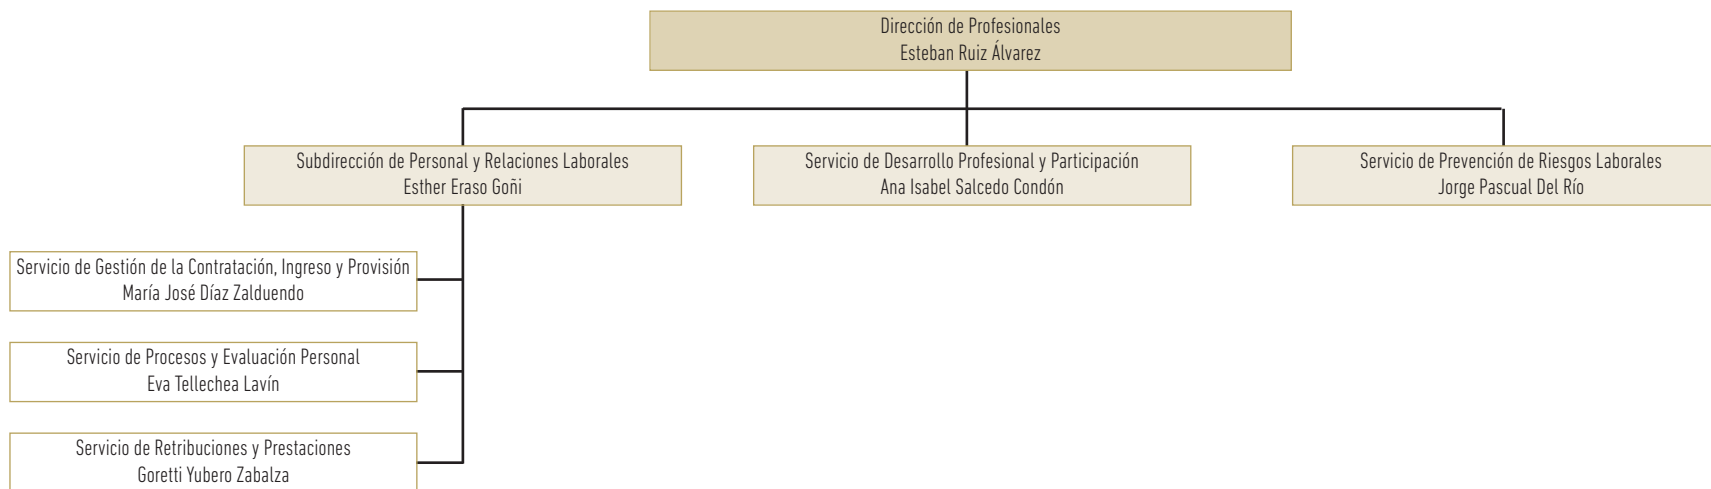 Dirección de Profesionales
Esteban Ruiz Álvarez
Subdirección de Personal y Relaciones Laborales
Esther Eraso Goñi
Servicio de Desarrollo Profesional y Participación
Ana Isabel Salcedo Condón
Servicio de Prevención de Riesgos Laborales
Jorge Pascual Del Río
Servicio de Gestión de la Contratación, Ingreso y Provisión
María José Díaz Zalduendo
Servicio de Procesos y Evaluación Personal
Eva Tellechea Lavín
Servicio de Retribuciones y Prestaciones
Goretti Yubero Zabalza